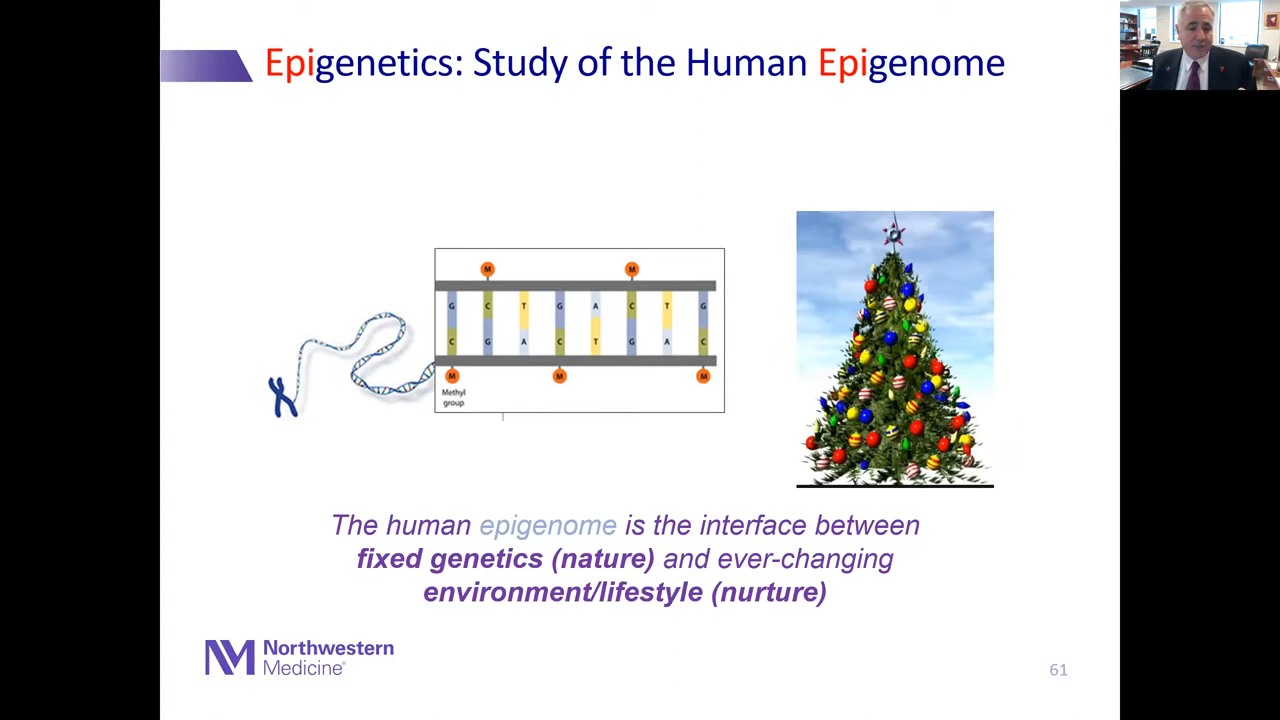 Epigenetics: Study of the Human Epigenome
M M
G C T G A C T G
C G A C T G A C
M M M
Methyl
group
The human epigenome is the interface between
fixed genetics (nature) and ever-changing
environment/lifestyle (nurture)
Northwestern
Medicine®
61